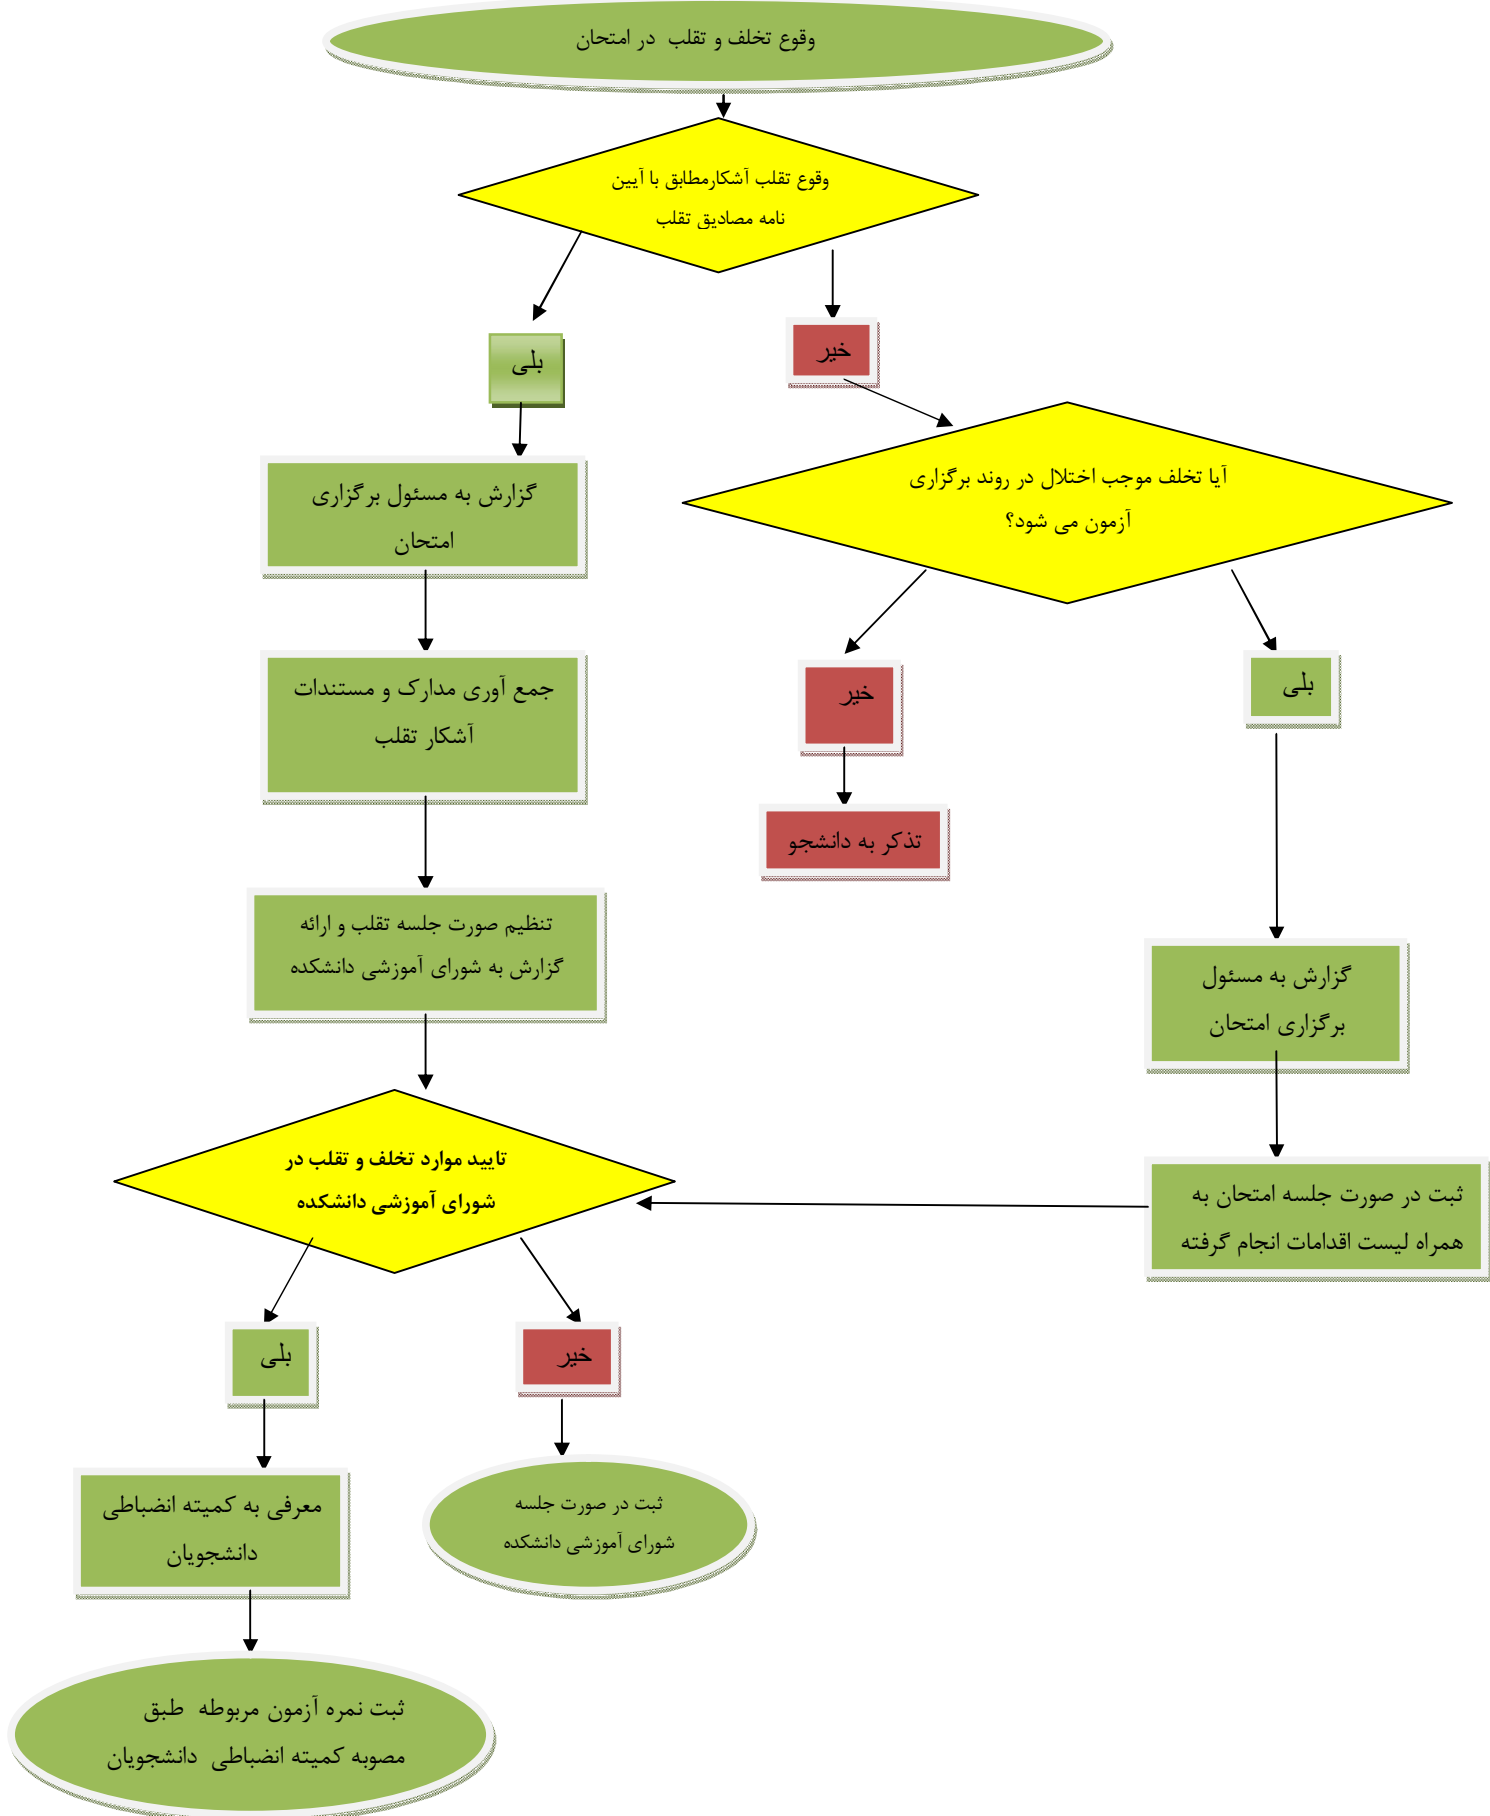 وقوع تخلف و تقلب در امتحان
وقوع تقلب آشکارمطابق با آیین
نامه مصادیق تقلب
خیر
بلی
آیا تخلف موجب اختلال در روند برگزاری
آزمون می شود؟
گزارش به مسئول برگزاری
امتحان
بلی
خیر
جمع آوری مدارک و مستندات
آشکار تقلب
تذکر به دانشجو
تنظیم صورت جلسه تقلب و ارائه
گزارش به شورای آموزشی دانشکده
گزارش به مسئول
برگزاری امتحان
تایید موارد تخلف و تقلب در
شورای آموزشی دانشکده
ثبت در صورت جلسه امتحان به
همراه لیست اقدامات انجام گرفته
خیر
بلی
ثبت در صورت جلسه
شورای آموزشی دانشکده
معرفی به کمیته انضباطی
دانشجویان
ثبت نمره آزمون مربوطه طبق
مصوبه کمیته انضباطی دانشجویان